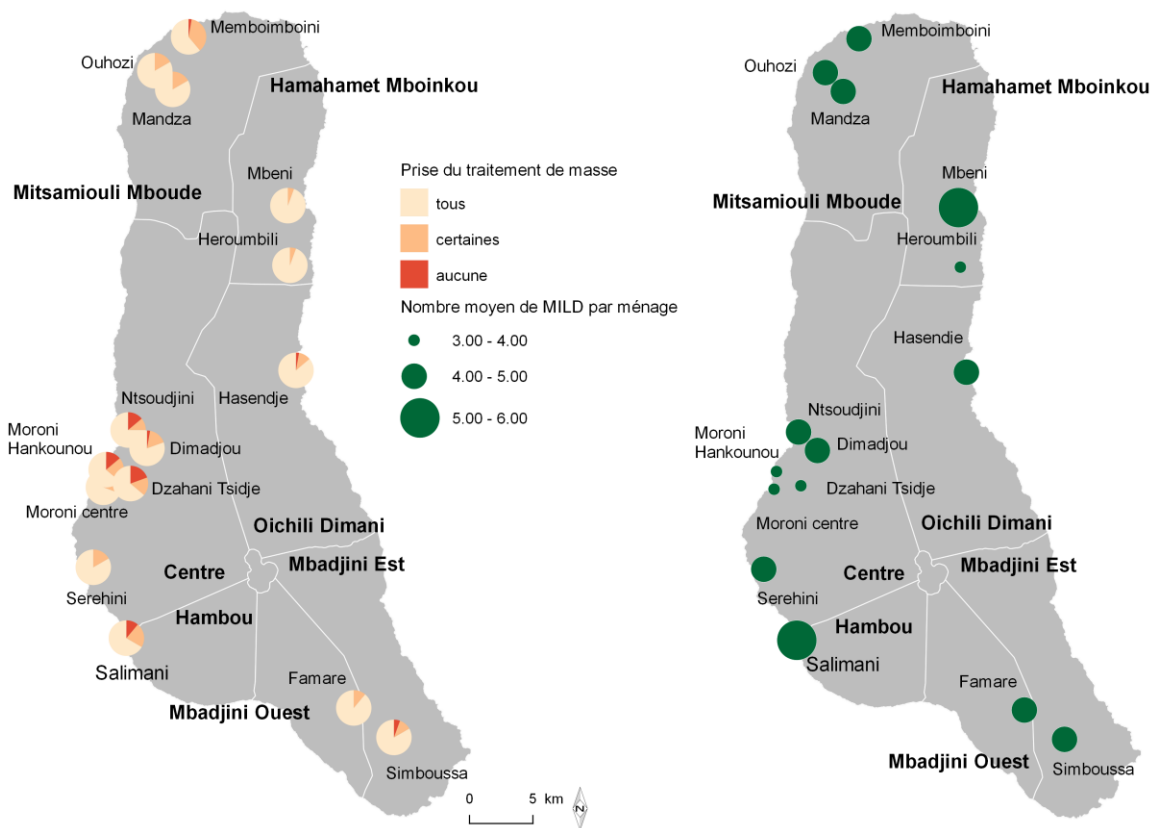 Memboimboini
Ouhozi
Hamahamet Mboinkou
Mandza
Mbeni
Mitsamiouli Mboude
Heroumbili
Ntsoudjini
Hasendje
Moroni
Hankounou
Dimadjou
Dzahani Tsidje
Moroni centre
Oichili Dimani
Mbadjini Est
Centre
Serehini
Hambou
Salimani
Famare
Mbadjini Ouest
Simboussa
Prise du traitement de masse
tous
certaines
aucune
Nombre moyen de MILD par ménage
3.00 - 4.00
4.00 - 5.00
5.00 - 6.00
0 5 km
N
Memboimboini
Ouhozi
Hamahamet Mboinkou
Mandza
Mbeni
Mitsamiouli Mboude
Heroumbili
Hasendie
Ntsoudjini
Moroni
Hankounou
Dimadjou
Dzahani Tsidje
Moroni centre
Oichili Dimani
Mbadjini Est
Centre
Serehini
Hambou
Salimani
Famare
Mbadjini Ouest
Simboussa